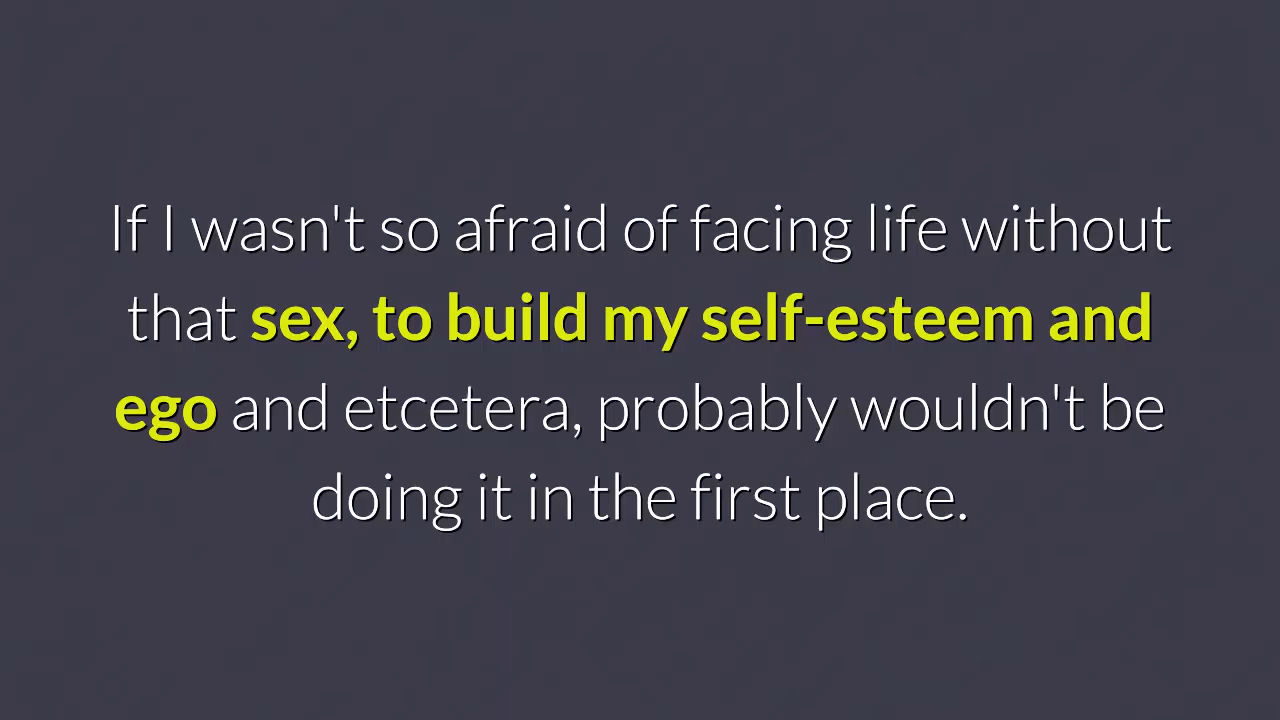 If I wasn't so afraid of facing life without
that sex, to build my self-esteem and
ego and etcetera, probably wouldn't be
doing it in the first place.